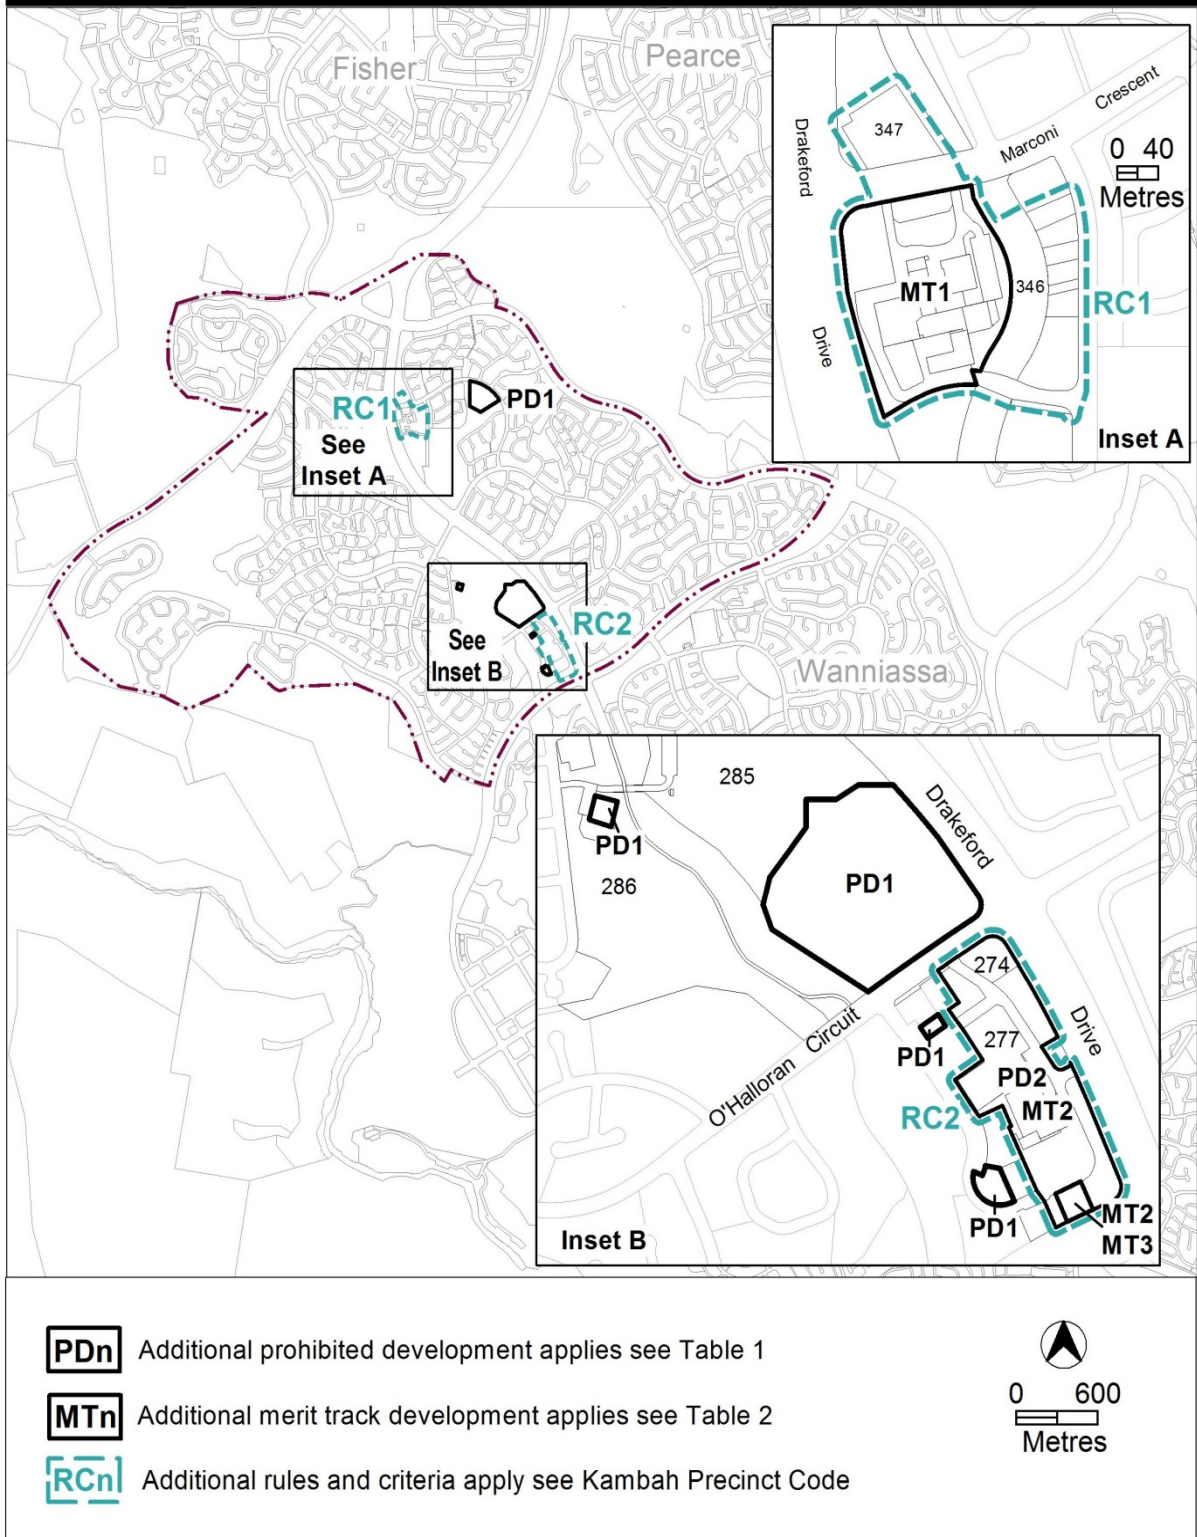 Fisher
Pearce
347
Drakeford
Marconi
Crescent
0 40
Metres
MT1
346
RC1
Drive
Inset A
RC1
PD1
See
Inset A
RC2
See
Inset B
Wanniassa
285
Drakeford
PD1
286
PD1
274
277
Drive
PD1
PD2
O'Halloran Circuit
RC2
MT2
PD1
MT2
MT3
Inset B
PDn Additional prohibited development applies see Table 1
MTn Additional merit track development applies see Table 2
RCn Additional rules and criteria apply see Kambah Precinct Code
0 600
Metres